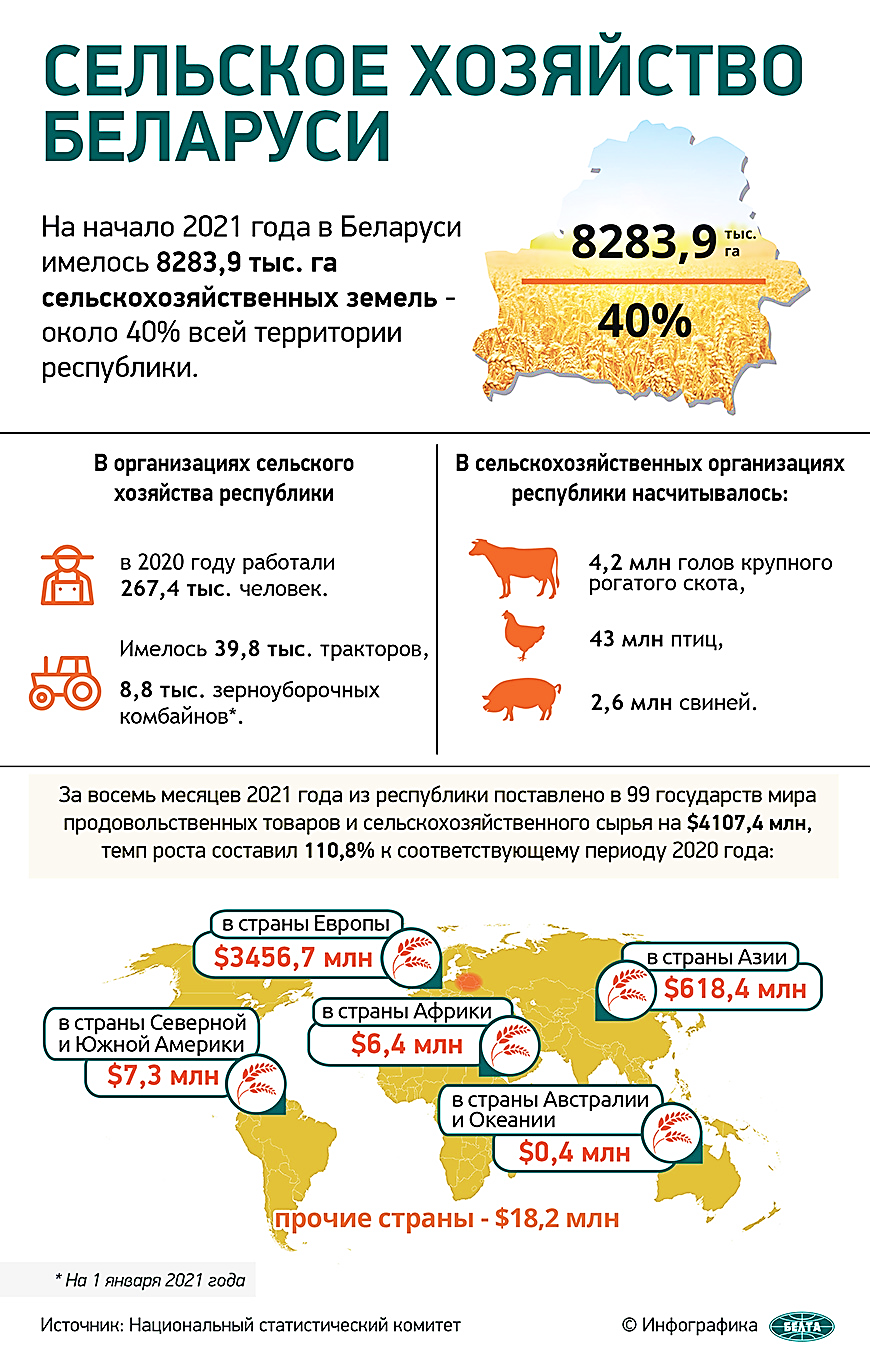 СЕЛЬСКОЕ ХОЗЯЙСТВО
БЕЛАРУСИ
На начало 2021 года в Беларуси
имелось 8283,9 тыс. га
сельскохозяйственных земель -
около 40% всей территории
республики.
8283,9 тыс. га
40%
В организациях сельского
хозяйства республики
в 2020 году работали
267,4 тыс. человек.
Имелось 39,8 тыс. тракторов,
8,8 тыс. зерноуборочных
комбайнов*.
В сельскохозяйственных организациях
республики насчитывалось:
4,2 млн голов крупного
рогатого скота,
43 млн птиц,
2,6 млн свиней.
За восемь месяцев 2021 года из республики поставлено в 99 государств мира
продовольственных товаров и сельскохозяйственного сырья на $4107,4 млн,
темп роста составил 110,8% к соответствующему периоду 2020 года:
в страны Европы
$3456,7 млн
в страны Азии
$618,4 млн
в страны Африки
$6,4 млн
в страны Северной
и Южной Америки
$7,3 млн
в страны Австралии
и Океании
$0,4 млн
прочие страны - $18,2 млн
* На 1 января 2021 года
Источник: Национальный статистический комитет
© Инфографика БЕЛТА